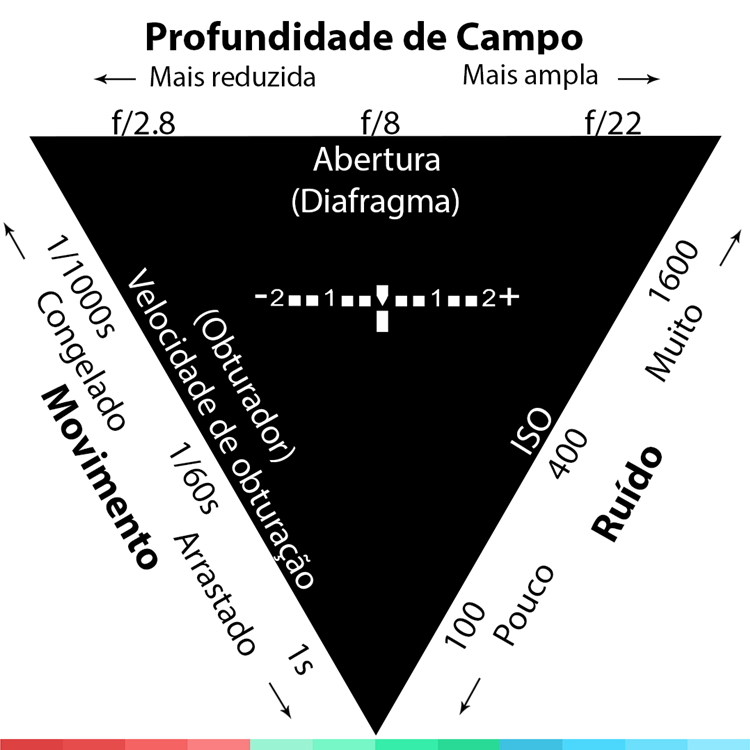 Profundidade de Campo
← Mais reduzida
Mais ampla →
f/2.8
f/8
f/22
Abertura
(Diafragma)
-2 1 1 2+
1/1000s
1/60s
1s
Congelado
Arrastado
Movimento
Velocidade de obturação
(Obturador)
ISO
1600
400
100
Muito
Pouco
Ruído